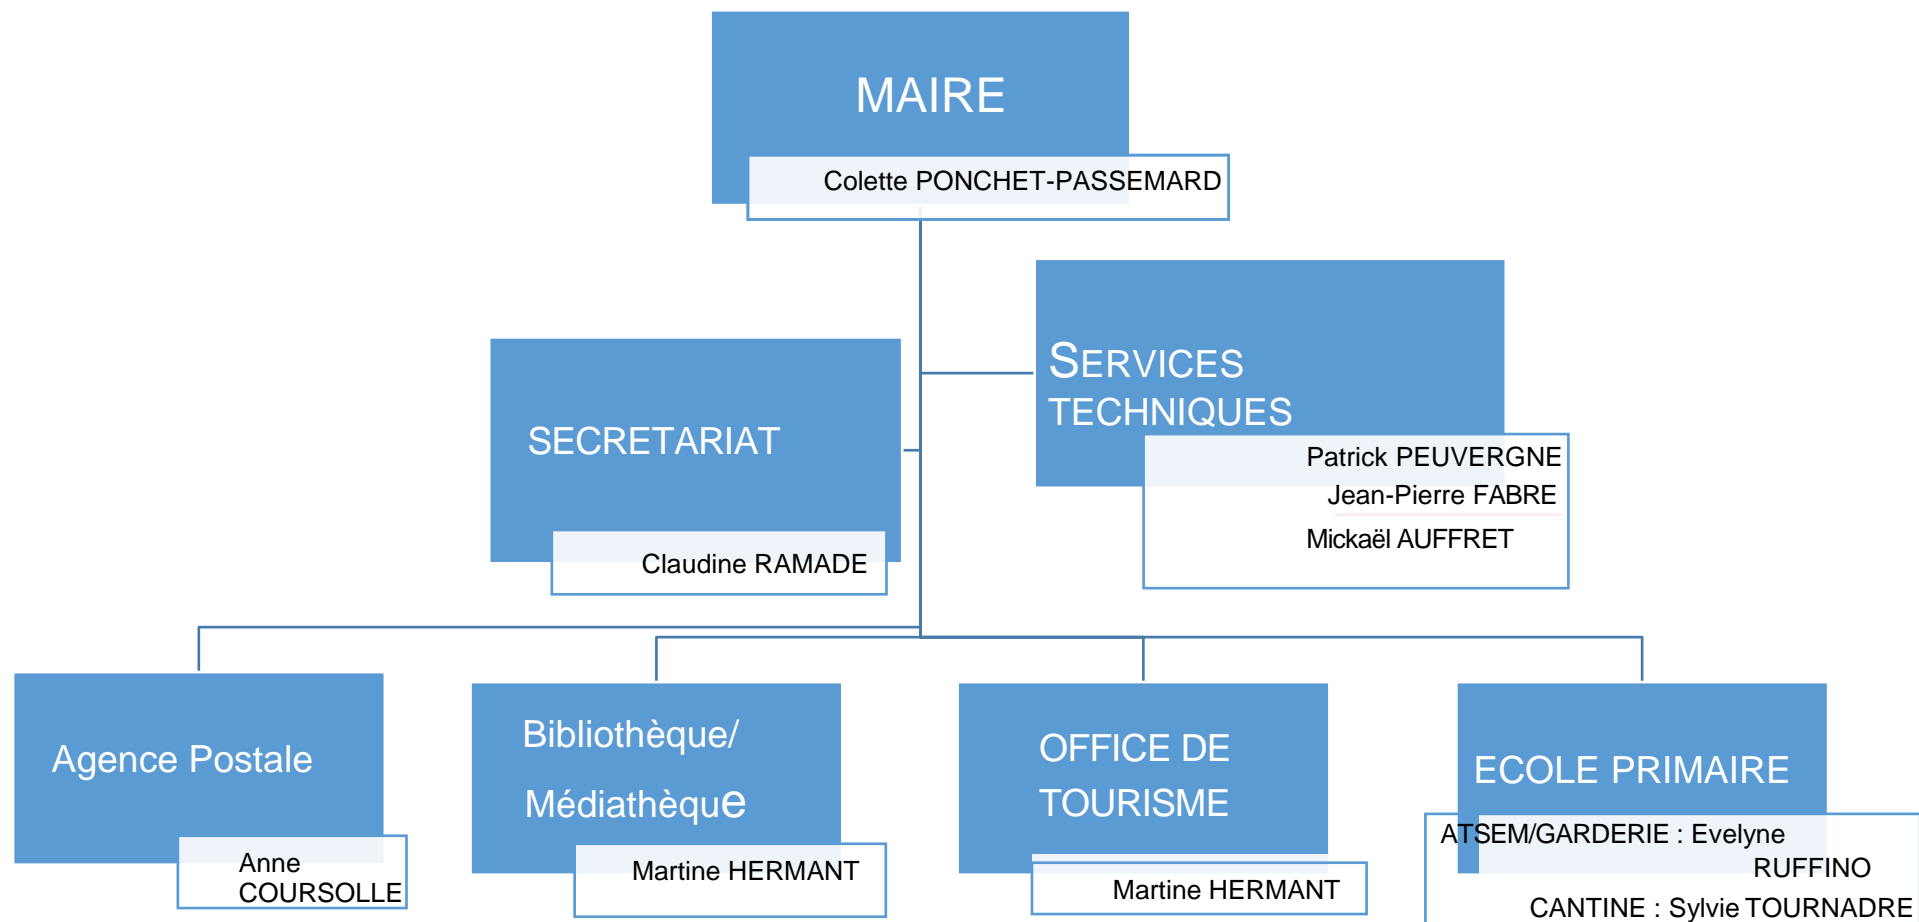 MAIRE
Colette PONCHET-PASSEMARD
SERVICES
TECHNIQUES
Patrick PEUVERGNE
Jean-Pierre FABRE
Mickaël AUFFRET
SECRETARIAT
Claudine RAMADE
Agence Postale
Anne
COURSOLLE
Bibliothèque/
Médiathèque
Martine HERMANT
OFFICE DE
TOURISME
Martine HERMANT
ECOLE PRIMAIRE
ATSEM/GARDERIE : Evelyne
RUFFINO
CANTINE : Sylvie TOURNADRE